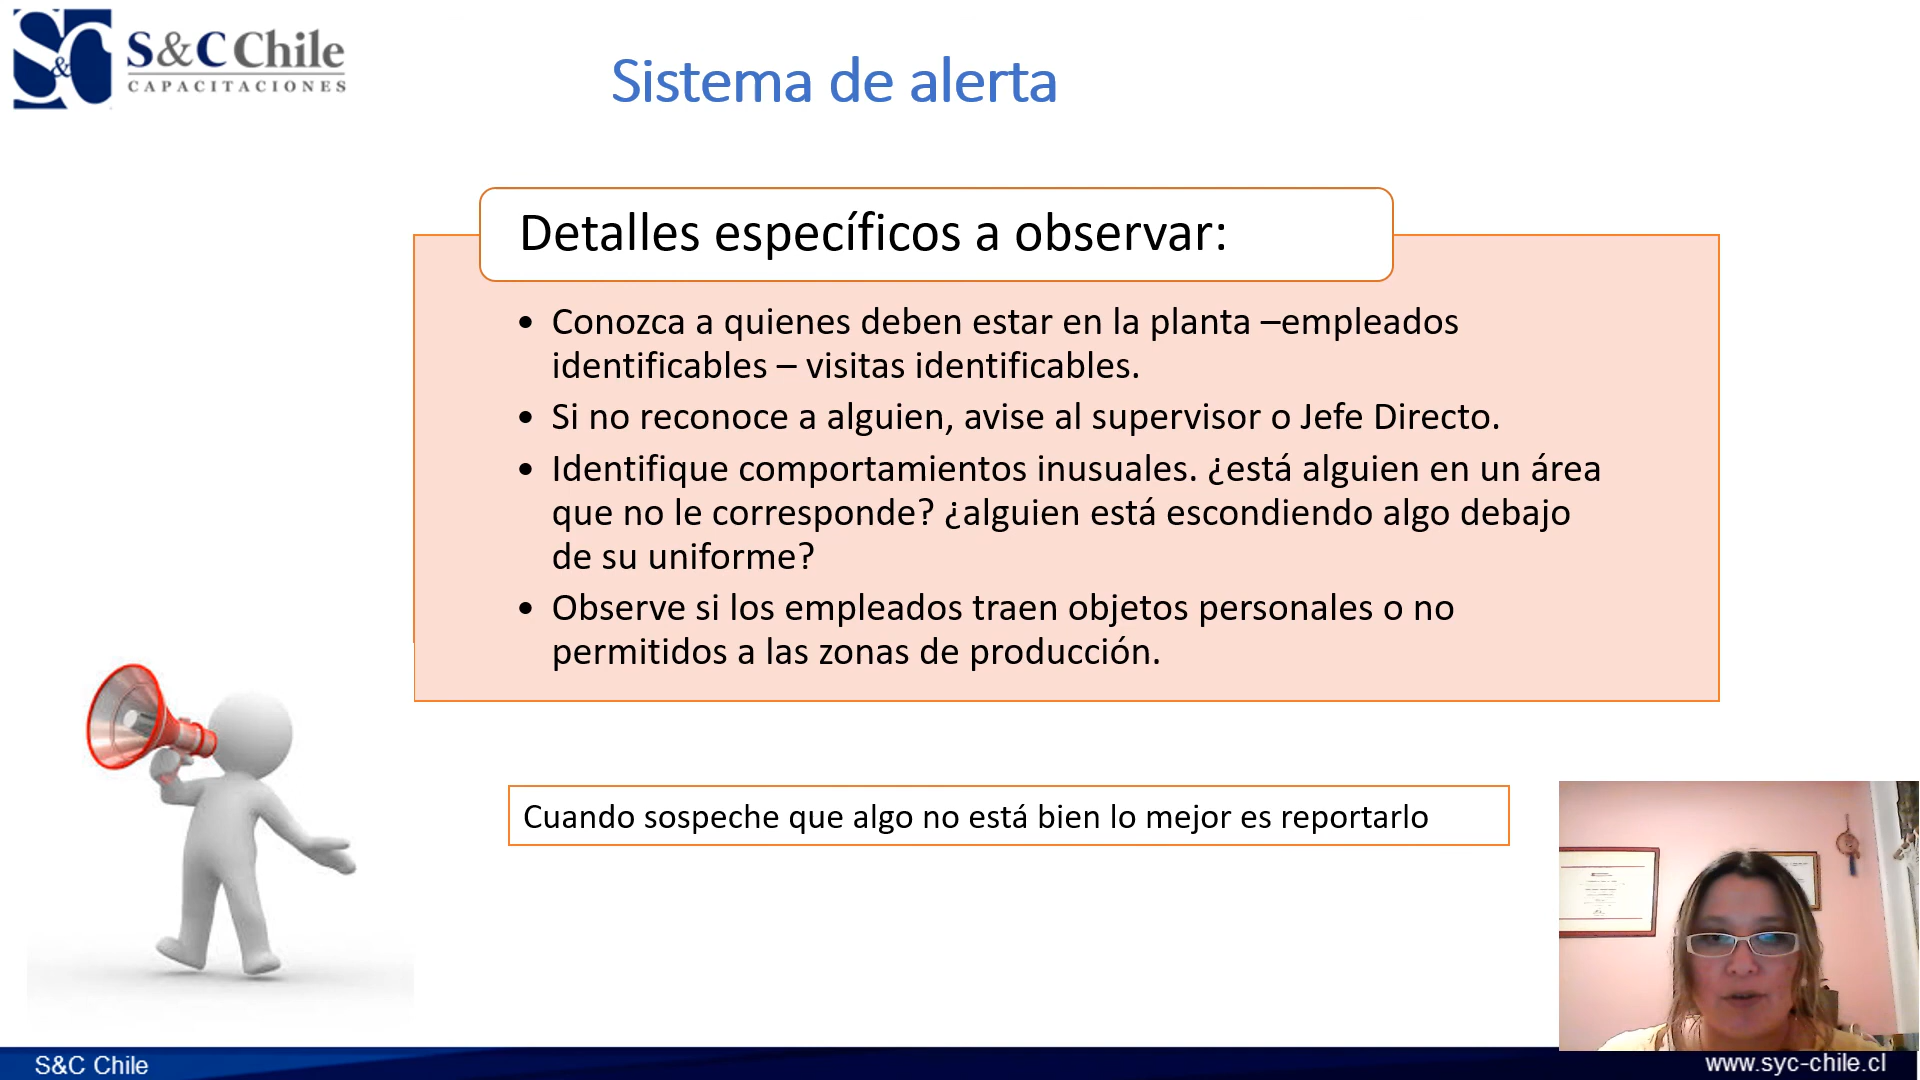 S&C Chile
CAPACITACIONES
Sistema de alerta
Detalles específicos a observar:
• Conozca a quienes deben estar en la planta –empleados
identificables – visitas identificables.
• Si no reconoce a alguien, avise al supervisor o Jefe Directo.
• Identifique comportamientos inusuales. ¿está alguien en un área
que no le corresponde? ¿alguien está escondiendo algo debajo
de su uniforme?
• Observe si los empleados traen objetos personales o no
permitidos a las zonas de producción.
Cuando sospeche que algo no está bien lo mejor es reportarlo
S&C Chile
www.syc-chile.cl